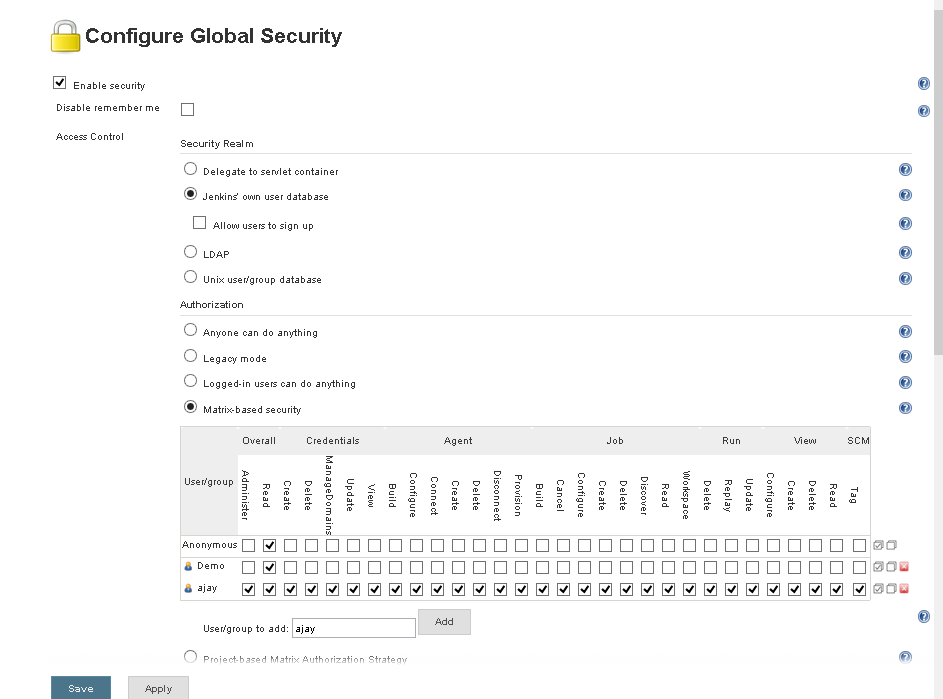 Configure Global Security
Enable security
Disable remember me
Access Control
Security Realm
Delegate to servlet container
Jenkins' own user database
Allow users to sign up
LDAP
Unix user/group database
Authorization
Anyone can do anything
Legacy mode
Logged-in users can do anything
Matrix-based security
User/group Overall Credentials Agent Job Run View SCM
Administer Read Create Delete ManageDomains Update View Build Configure Connect Create Delete Disconnect Provision Build Cancel Configure Create Delete Discover Read Workspace Delete Replay Update Configure Create Delete Read Tag
Anonymous
Demo
ajay
User/group to add: ajay Add
Project-based Matrix Authorization Strategy
Save Apply